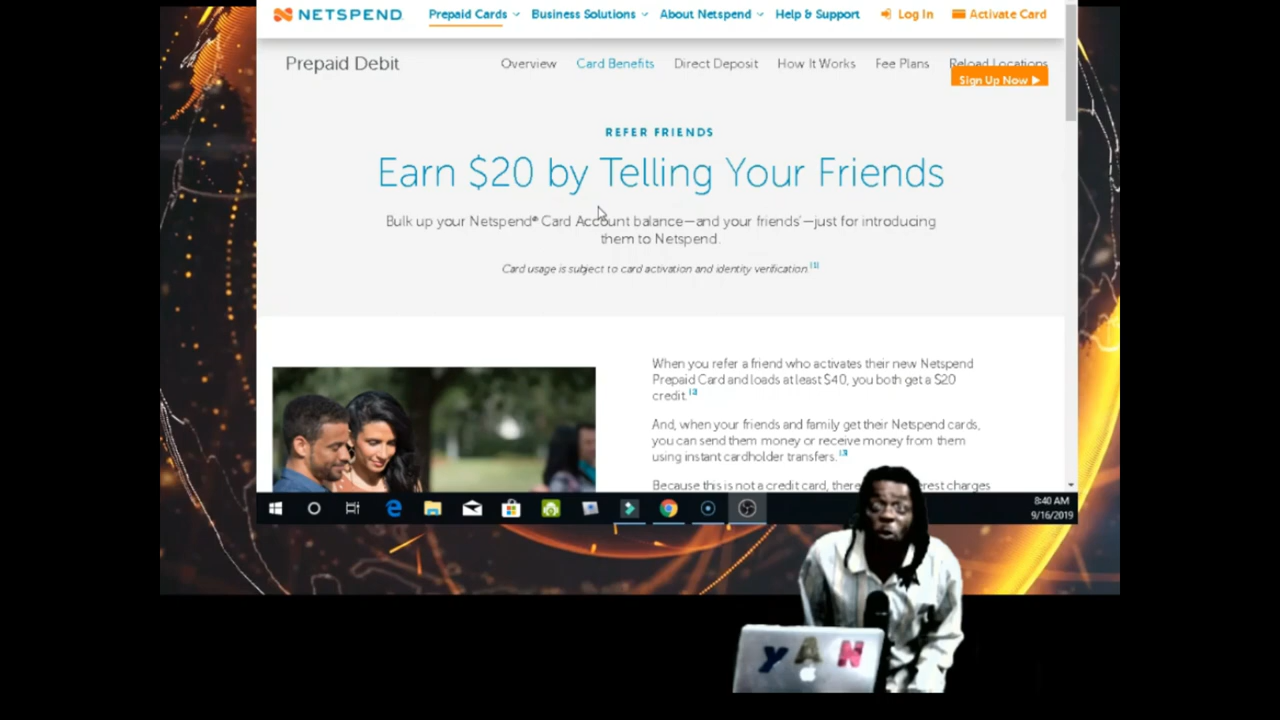 NETSPEND
Prepaid Cards Business Solutions About Netspend Help & Support Log In Activate Card
Prepaid Debit
Overview Card Benefits Direct Deposit How It Works Fee Plans Reload Locations
Sign Up Now
REFER FRIENDS
Earn $20 by Telling Your Friends
Bulk up your Netspend® Card Account balance—and your friends'—just for introducing
them to Netspend.
Card usage is subject to card activation and identity verification.[1]
When you refer a friend who activates their new Netspend
Prepaid Card and loads at least $40, you both get a $20
credit.[2]
And, when your friends and family get their Netspend cards,
you can send them money or receive money from them
using instant cardholder transfers.[3]
Because this is not a credit card, charges
8:40 AM
9/16/2019
YAN